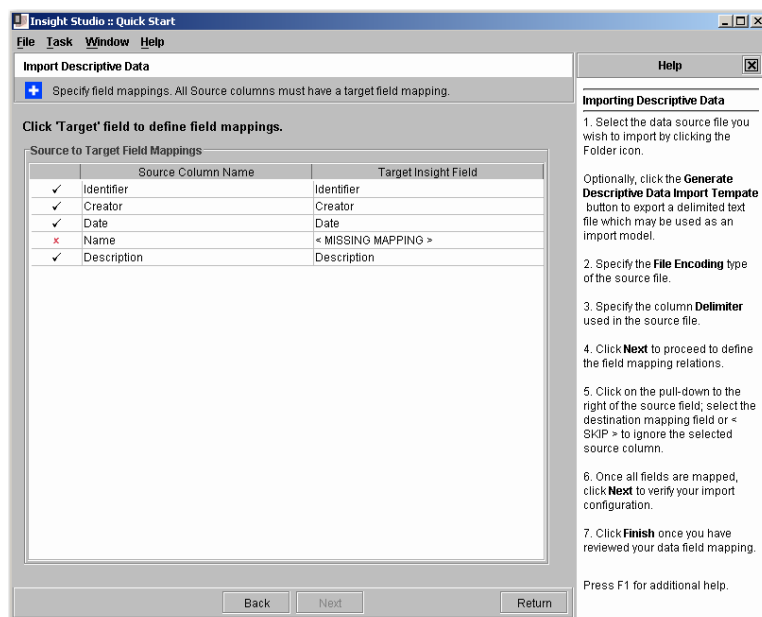 Insight Studio :: Quick Start
File Task Window Help
Import Descriptive Data
Specify field mappings. All Source columns must have a target field mapping.
Click 'Target' field to define field mappings.
Source to Target Field Mappings
Source Column Name Target Insight Field
✓ Identifier Identifier
✓ Creator Creator
✓ Date Date
x Name < MISSING MAPPING >
✓ Description Description
Back Next Return
Help
Importing Descriptive Data
1. Select the data source file you
wish to import by clicking the
Folder icon.
Optionally, click the Generate
Descriptive Data Import Tempate
button to export a delimited text
file which may be used as an
import model.
2. Specify the File Encoding type
of the source file.
3. Specify the column Delimiter
used in the source file.
4. Click Next to proceed to define
the field mapping relations.
5. Click on the pull-down to the
right of the source field; select the
destination mapping field or <
SKIP > to ignore the selected
source column.
6. Once all fields are mapped,
click Next to verify your import
configuration.
7. Click Finish once you have
reviewed your data field mapping.
Press F1 for additional help.